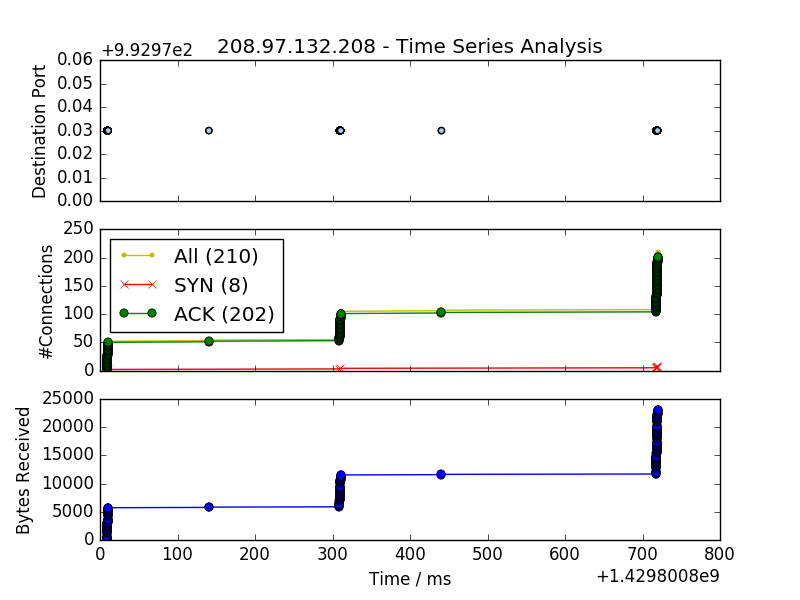 208.97.132.208 - Time Series Analysis
+9.9297e2
0.06
0.05
0.04
0.03
0.02
0.01
0.00
Destination Port
250
200
150
100
50
0
#Connections
All (210)
SYN (8)
ACK (202)
25000
20000
15000
10000
5000
0
Bytes Received
0 100 200 300 400 500 600 700 800
Time / ms
+1.4298008e9